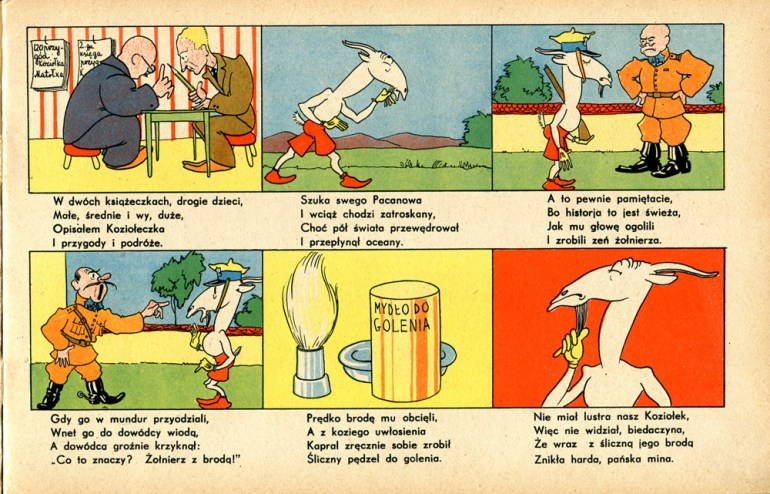 120 przy-
gód
Koziołka
Matołka
2-ga
księga
przyg.
W dwóch książeczkach, drogie dzieci,
Małe, średnie i wy, duże,
Opisałem Koziołeczka
I przygody i podróże.
Szuka swego Pacanowa
I wciąż chodzi zatroskany,
Choć pół świata przewędrował
I przepłynął oceany.
A to pewnie pamiętacie,
Bo historja to jest świeża,
Jak mu głowę ogolili
I zrobili zeń żołnierza.
MYDŁO DO
GOLENIA
Gdy go w mundur przyodziali,
Wnet go do dowódcy wiodą,
A dowódca groźnie krzyknął:
„Co to znaczy? Żołnierz z brodą!"
Prędko brodę mu obcięli,
A z koziego uwłosienia
Kapral zręcznie sobie zrobił
Śliczny pędzel do golenia.
Nie miał lustra nasz Koziołek,
Więc nie widział, biedaczyna,
Że wraz z śliczną jego brodą
Znikła harda, pańska mina.